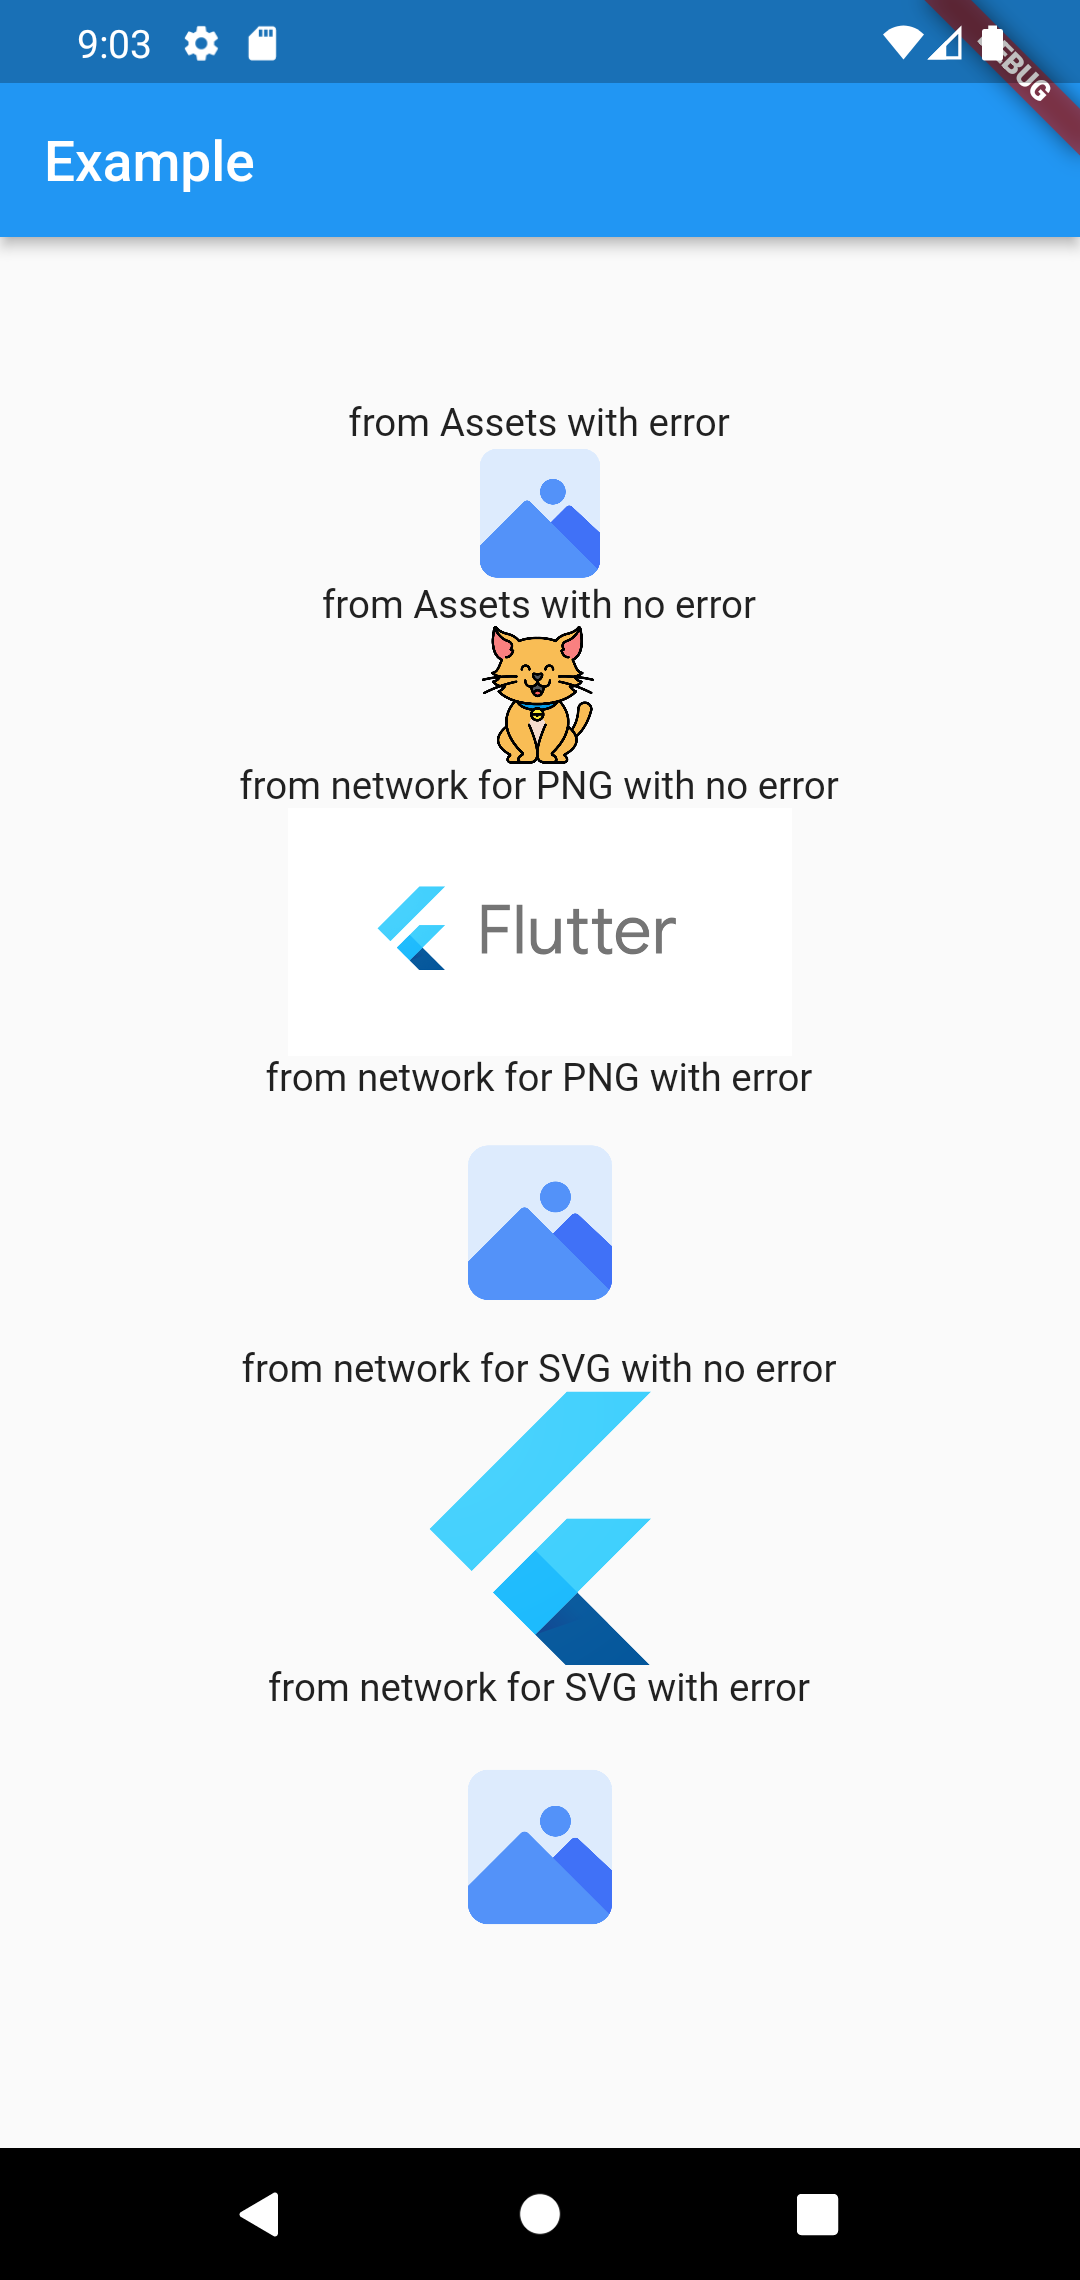 9:03
DEBUG
Example
from Assets with error
from Assets with no error
from network for PNG with no error
Flutter
from network for PNG with error
from network for SVG with no error
from network for SVG with error